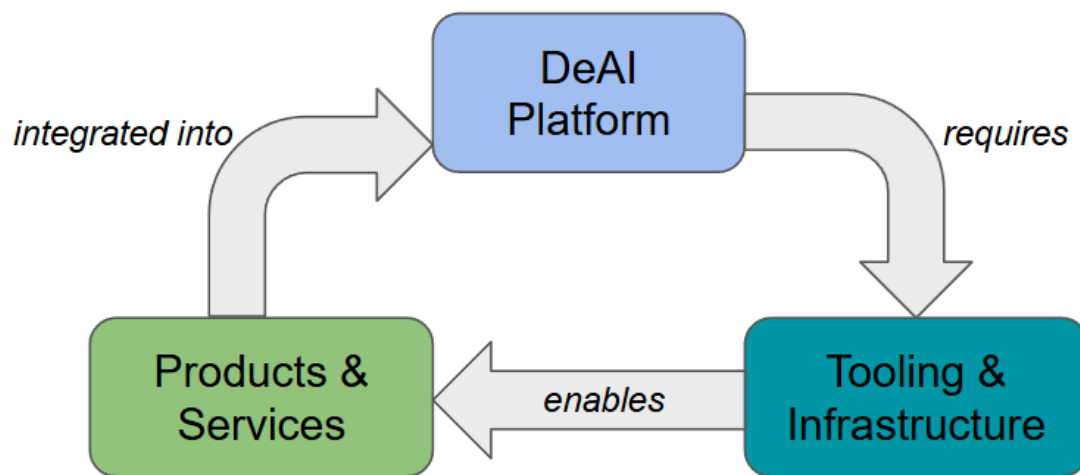 DeAI
Platform
integrated into
requires
Products &
Services
enables
Tooling &
Infrastructure